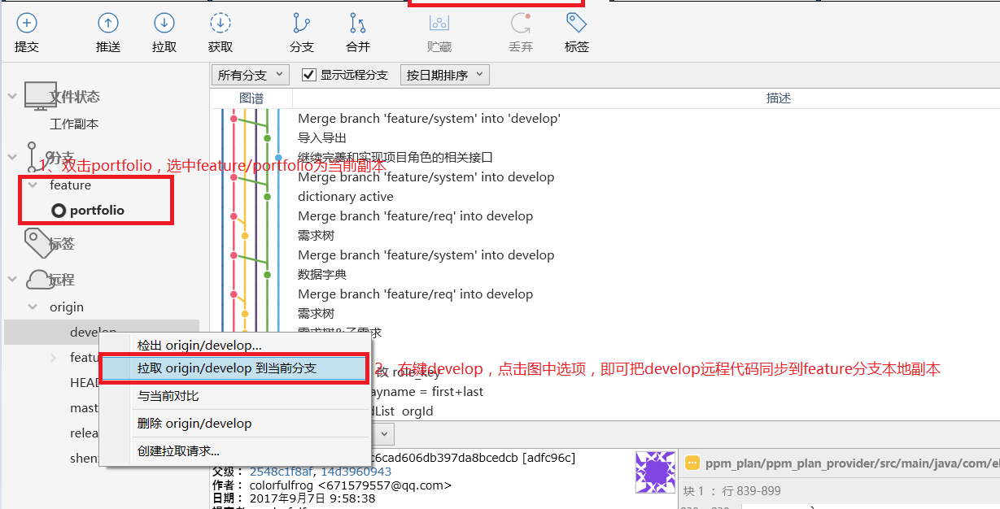 提交
推送
拉取
获取
分支
合并
贮藏
丢弃
标签
所有分支
显示远程分支
按日期排序
文件状态
工作副本
分支
1、双击portfolio，选中feature/portfolio为当前副本
feature
portfolio
标签
远程
origin
develop
featu
HEAD
mast
relea
shen
图谱
描述
Merge branch 'feature/system' into 'develop'
导入导出
继续完善和实现项目角色的相关接口
Merge branch 'feature/system' into develop
dictionary active
Merge branch 'feature/req' into develop
需求树
Merge branch 'feature/system' into develop
数据字典
Merge branch 'feature/req' into develop
需求树
需求树&子需求
改 role_key
ayname = first+last
dList orgId
检出 origin/develop...
拉取 origin/develop 到当前分支
与当前对比
删除 origin/develop
创建拉取请求...
2、右键develop，点击图中选项，即可把develop远程代码同步到feature分支本地副本
c6cad606db397da8bcedcb [adfc96c]
父级： 2548c1f8af, 14d3960943
作者： colorfulfrog <671579557@qq.com>
日期： 2017年9月7日 9:58:38
ppm_plan/ppm_plan_provider/src/main/java/com/el
块 1 ：行 839-899